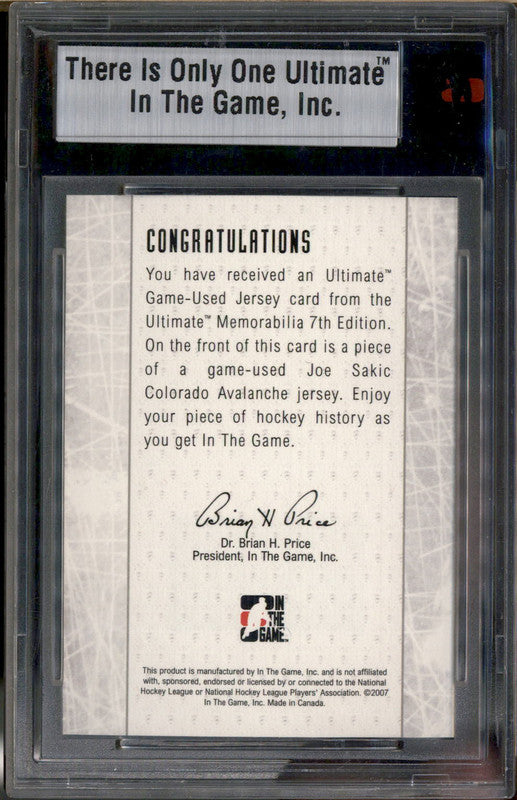 There Is Only One Ultimate™
In The Game, Inc.
CONGRATULATIONS
You have received an Ultimate™
Game-Used Jersey card from the
Ultimate™ Memorabilia 7th Edition.
On the front of this card is a piece
of a game-used Joe Sakic
Colorado Avalanche jersey. Enjoy
your piece of hockey history as
you get In The Game.
Brian H Price
Dr. Brian H. Price
President, In The Game, Inc.
IN
THE
GAME™
This product is manufactured by In The Game, Inc. and is not affiliated
with, sponsored, endorsed or licensed by or connected to the National
Hockey League or National Hockey League Players' Association. ©2007
In The Game, Inc. Made in Canada.